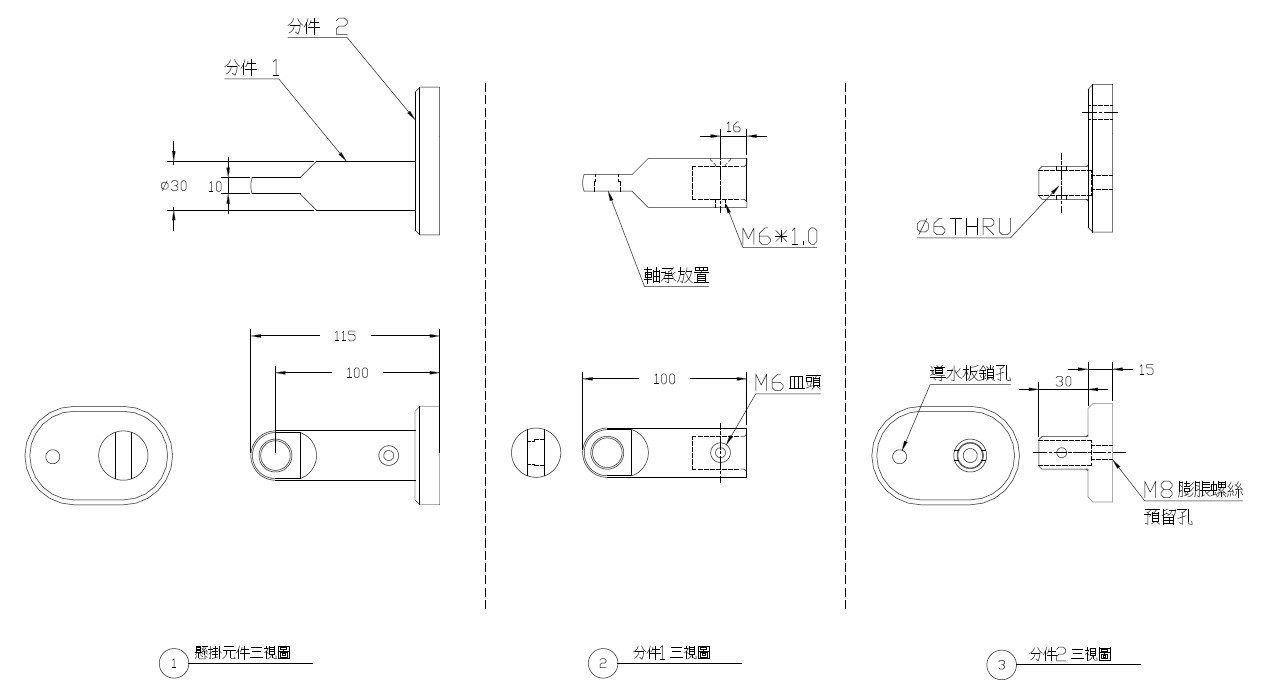 分件 2
分件 1
Ø30
10
115
100
1 懸掛元件三視圖
16
M6*1.0
軸承放置
100
M6 皿頭
2 分件1 三視圖
Ø6THRU
導水板鎖孔
30
15
M8 膨脹螺絲
預留孔
3 分件2 三視圖